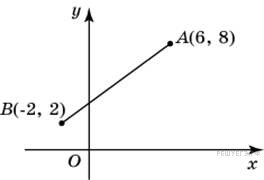 y
A(6, 8)
B(-2, 2)
O
x